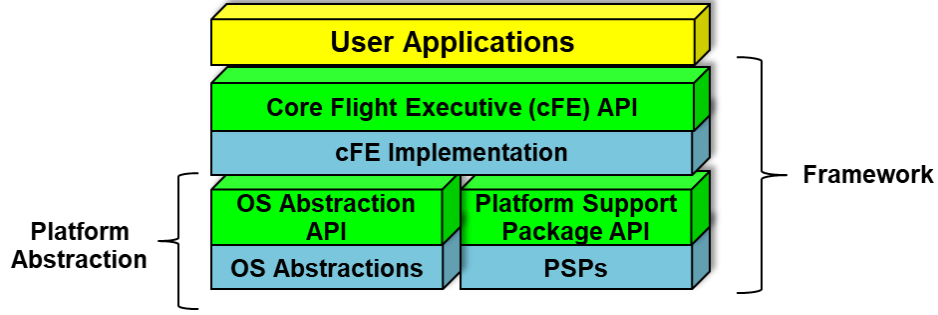 User Applications
Core Flight Executive (cFE) API
cFE Implementation
Framework
OS Abstraction
API
Platform Support
Package API
Platform
Abstraction
OS Abstractions
PSPs